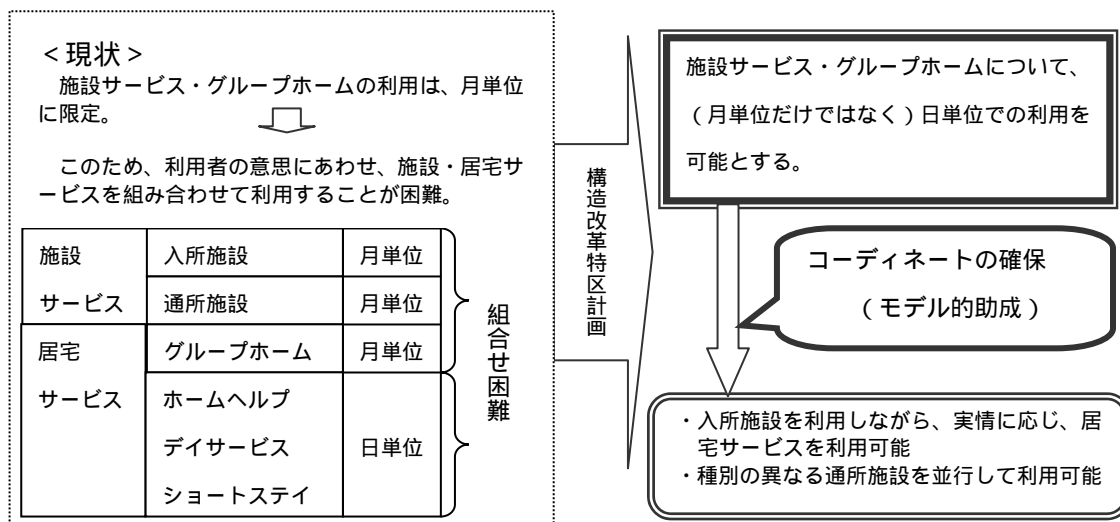 <現状>
施設サービス・グループホームの利用は、月単位
に限定。
このため、利用者の意思にあわせ、施設・居宅サ
ービスを組み合わせて利用することが困難。
施設
サービス
入所施設 月単位
通所施設 月単位
居宅
サービス
グループホーム 月単位
ホームヘルプ
デイサービス 日単位
ショートステイ
組合せ困難
構造改革特区計画
施設サービス・グループホームについて、
(月単位だけではなく)日単位での利用を
可能とする。
コーディネートの確保
(モデル的助成)
・入所施設を利用しながら、実情に応じ、居
宅サービスを利用可能
・種別の異なる通所施設を並行して利用可能